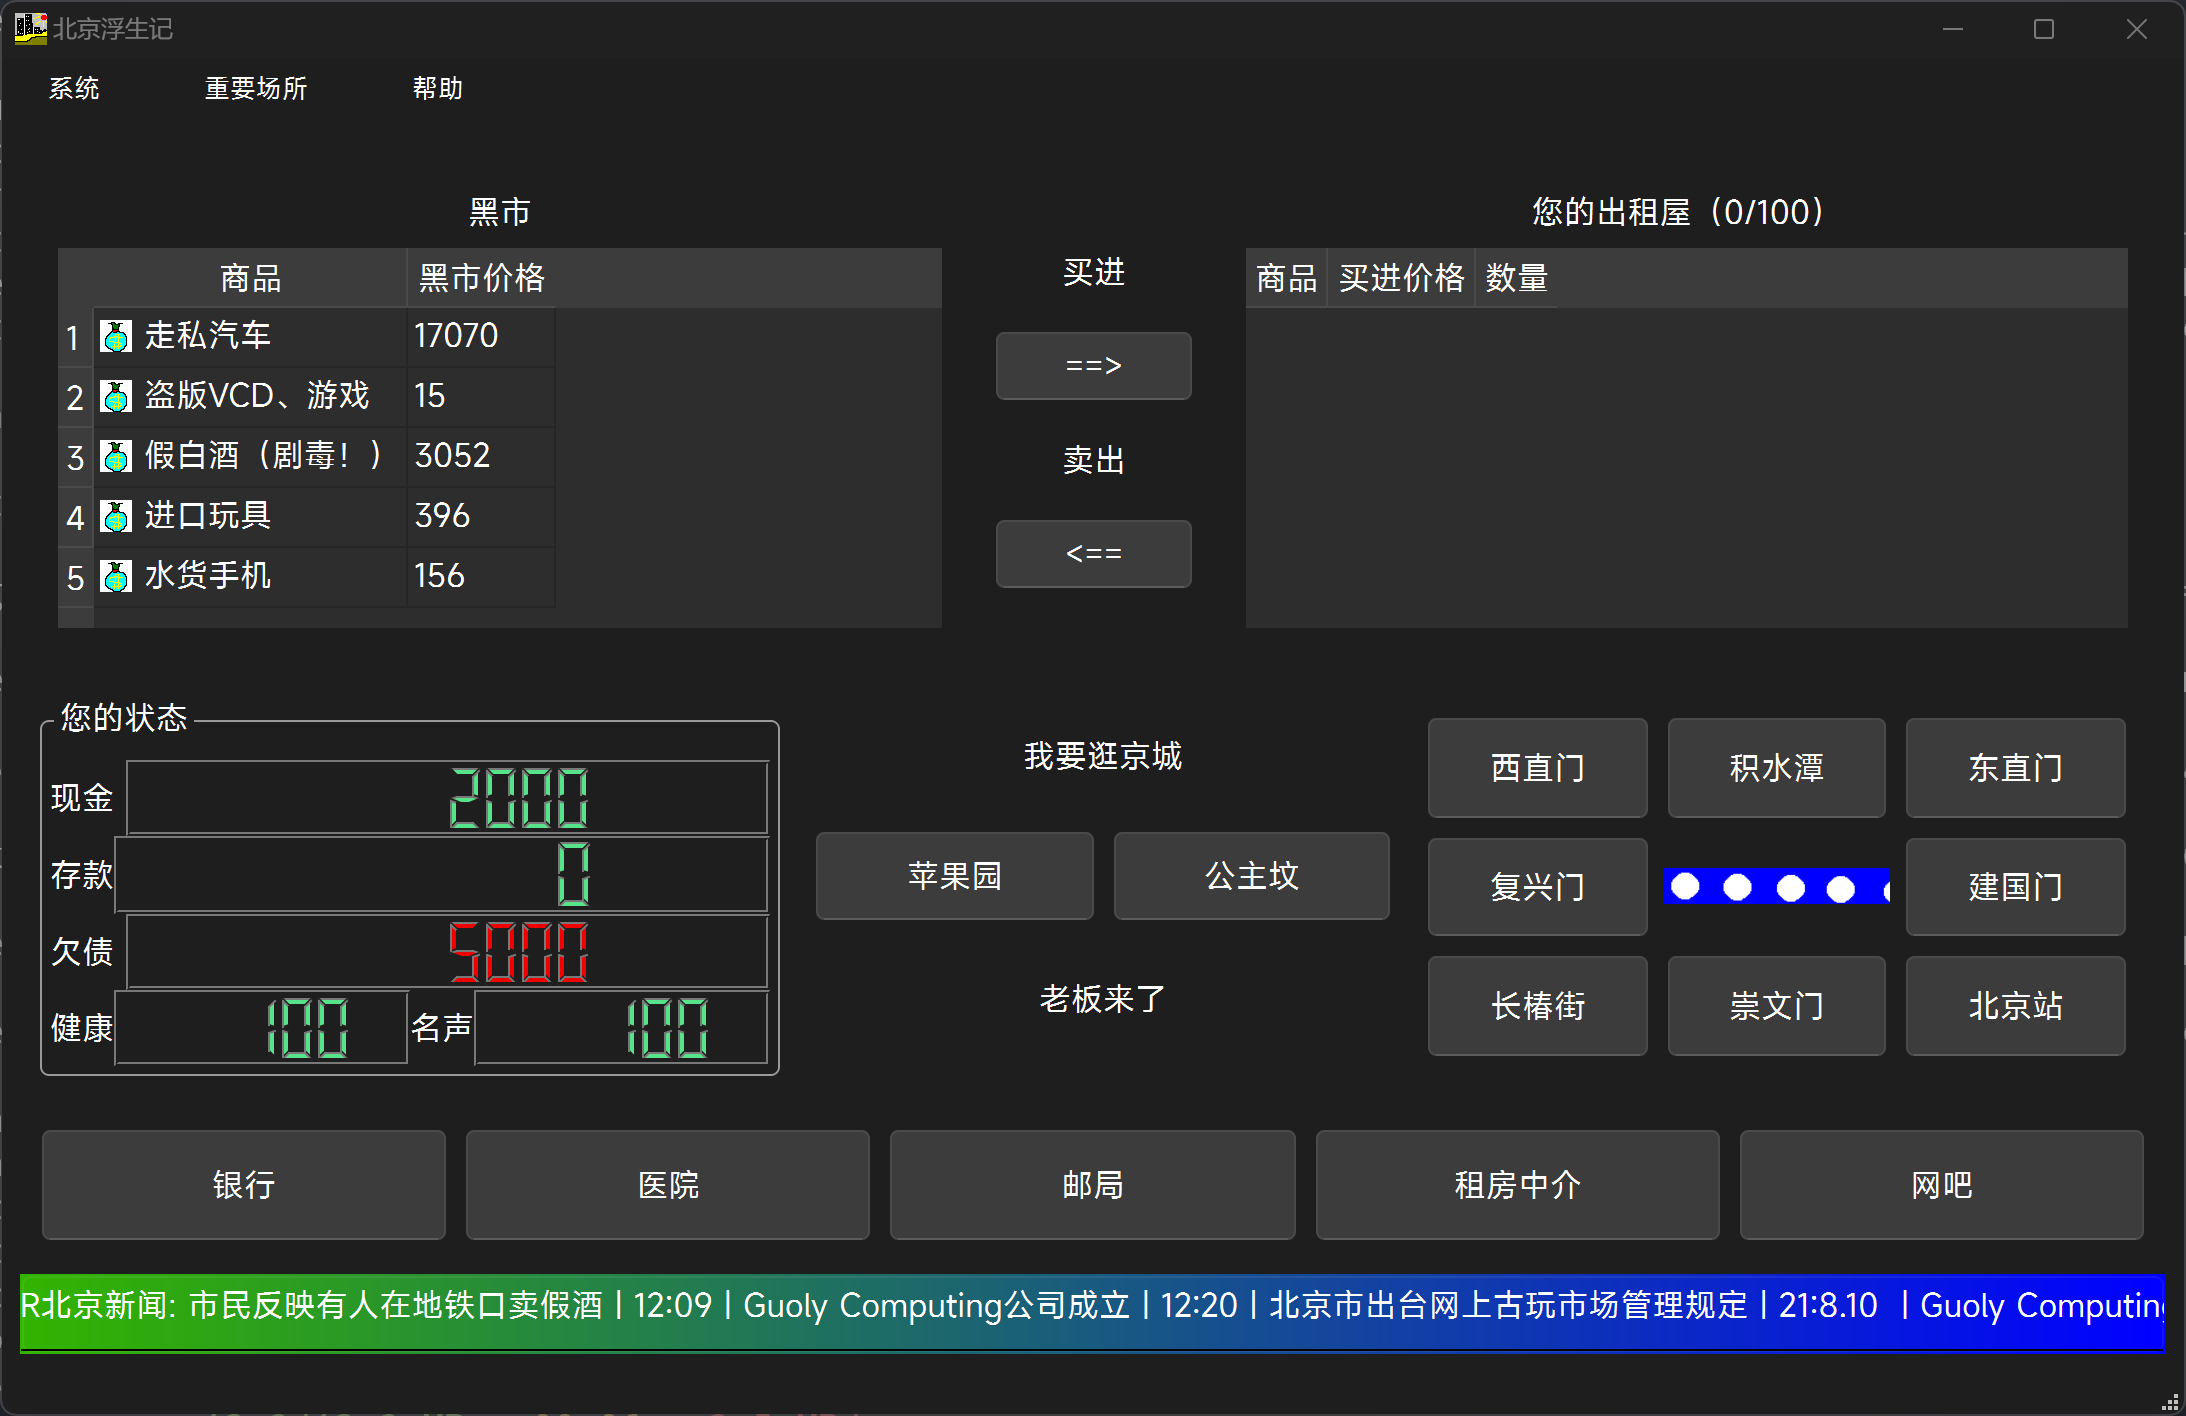 北京浮生记
系统 重要场所 帮助
黑市
商品 黑市价格
1 走私汽车 17070
2 盗版VCD、游戏 15
3 假白酒（剧毒！） 3052
4 进口玩具 396
5 水货手机 156
买进
==>
卖出
<==
您的出租屋（0/100）
商品 买进价格 数量
您的状态
现金 2000
存款 0
欠债 5000
健康 100 名声 100
我要逛京城
苹果园 公主坟
老板来了
西直门 积水潭 东直门
复兴门 建国门
长椿街 崇文门 北京站
银行 医院 邮局 租房中介 网吧
R北京新闻: 市民反映有人在地铁口卖假酒 | 12:09 | Guoly Computing公司成立 | 12:20 | 北京市出台网上古玩市场管理规定 | 21:8.10 | Guoly Computing